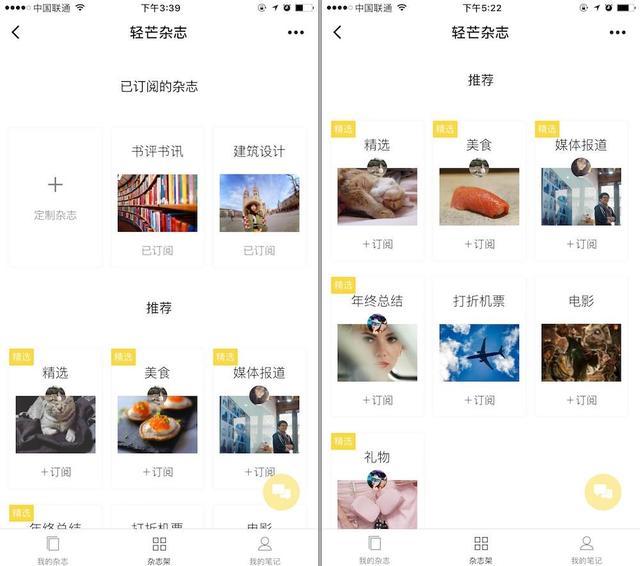 中国联通 下午3:39
轻芒杂志
已订阅的杂志
定制杂志
书评书讯
已订阅
建筑设计
已订阅
推荐
精选
精选
+订阅
精选
美食
+订阅
精选
媒体报道
+订阅
精选
年终总结
打折机票
电影
我的杂志
杂志架
我的笔记
中国联通 下午5:22
轻芒杂志
推荐
精选
精选
+订阅
精选
美食
+订阅
精选
媒体报道
+订阅
精选
年终总结
+订阅
打折机票
+订阅
电影
+订阅
精选
礼物
我的杂志
杂志架
我的笔记